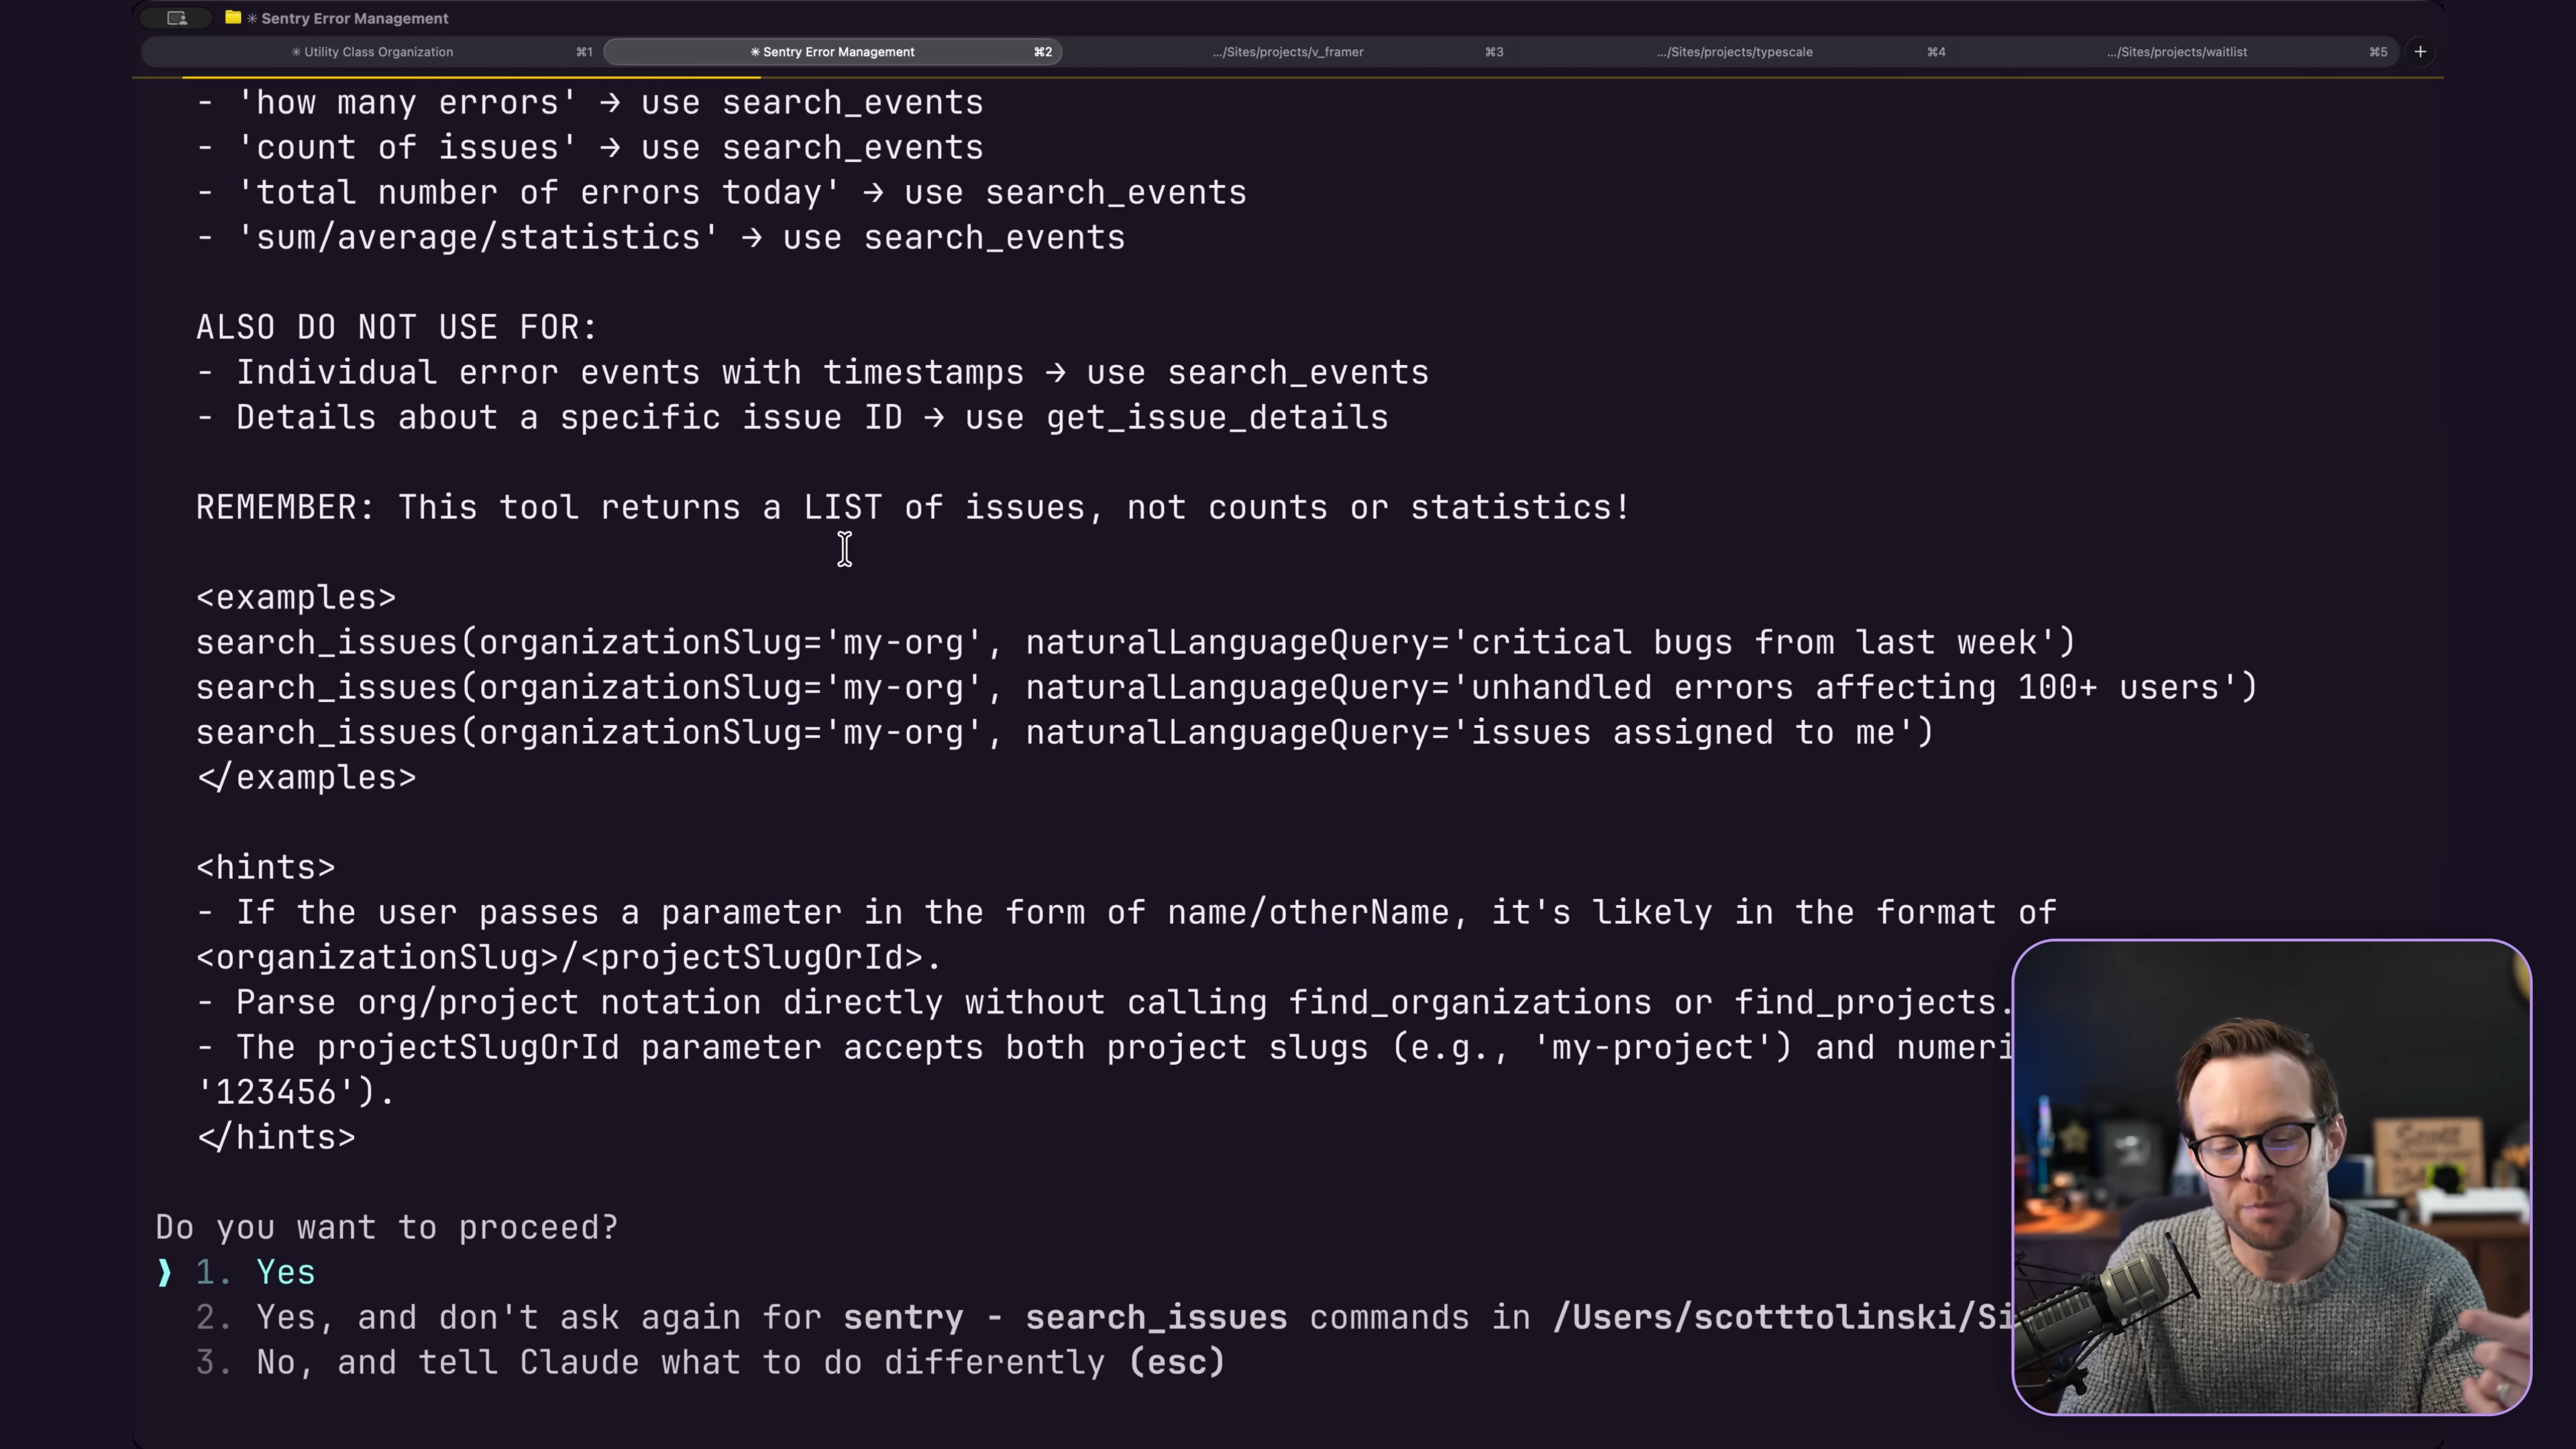 ✳ Sentry Error Management
✳ Utility Class Organization ⌘1
✳ Sentry Error Management ⌘2
.../Sites/projects/v_framer ⌘3
.../Sites/projects/typescale ⌘4
.../Sites/projects/waitlist ⌘5
- 'how many errors' → use search_events
- 'count of issues' → use search_events
- 'total number of errors today' → use search_events
- 'sum/average/statistics' → use search_events
ALSO DO NOT USE FOR:
- Individual error events with timestamps → use search_events
- Details about a specific issue ID → use get_issue_details
REMEMBER: This tool returns a LIST of issues, not counts or statistics!
<examples>
search_issues(organizationSlug='my-org', naturalLanguageQuery='critical bugs from last week')
search_issues(organizationSlug='my-org', naturalLanguageQuery='unhandled errors affecting 100+ users')
search_issues(organizationSlug='my-org', naturalLanguageQuery='issues assigned to me')
</examples>
<hints>
- If the user passes a parameter in the form of name/otherName, it's likely in the format of
<organizationSlug>/<projectSlugOrId>.
- Parse org/project notation directly without calling find_organizations or find_projects.
- The projectSlugOrId parameter accepts both project slugs (e.g., 'my-project') and numeri
'123456').
</hints>
Do you want to proceed?
❯ 1. Yes
2. Yes, and don't ask again for sentry - search_issues commands in /Users/scotttolinski/Si
3. No, and tell Claude what to do differently (esc)